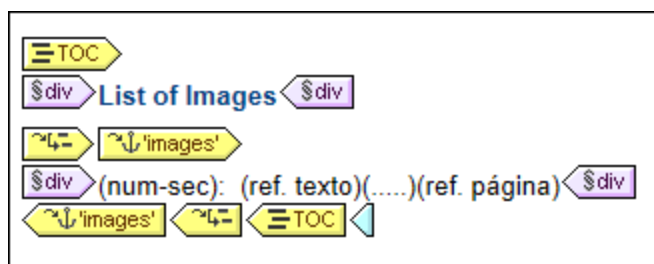 TOC
§div List of Images §div
'images'
§div (num-sec): (ref. texto)(.....)(ref. página) §div
'images' TOC